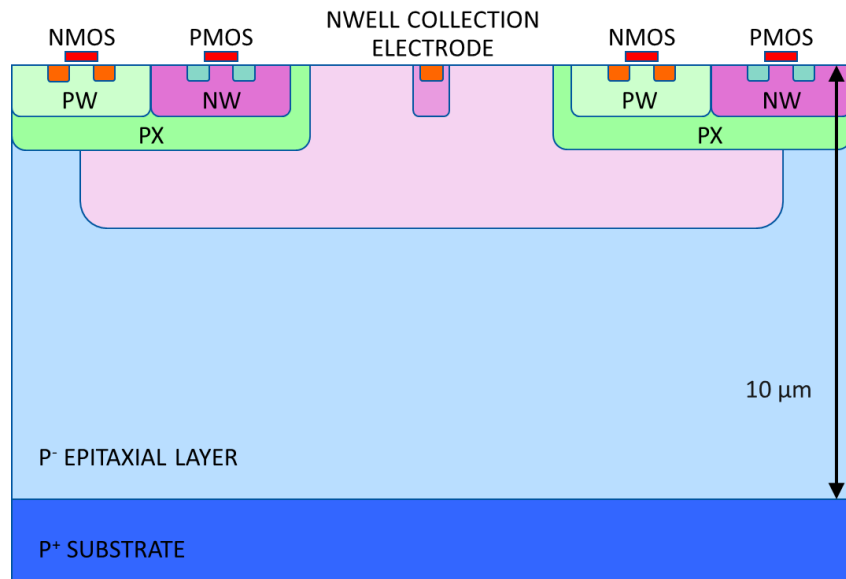 NWELL COLLECTION
ELECTRODE
NMOS PMOS NMOS PMOS
PW NW PW NW
PX PX
10 µm
P⁻ EPITAXIAL LAYER
P⁺ SUBSTRATE